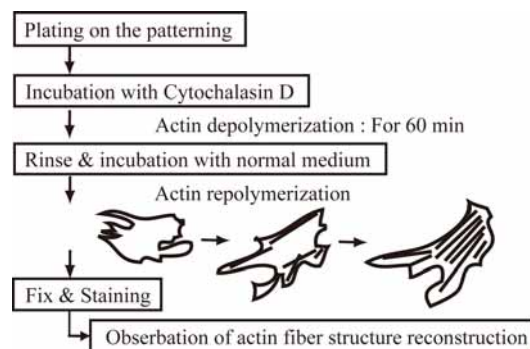 Plating on the patterning
Incubation with Cytochalasin D
Actin depolymerization : For 60 min
Rinse & incubation with normal medium
Actin repolymerization
Fix & Staining
Obserbation of actin fiber structure reconstruction